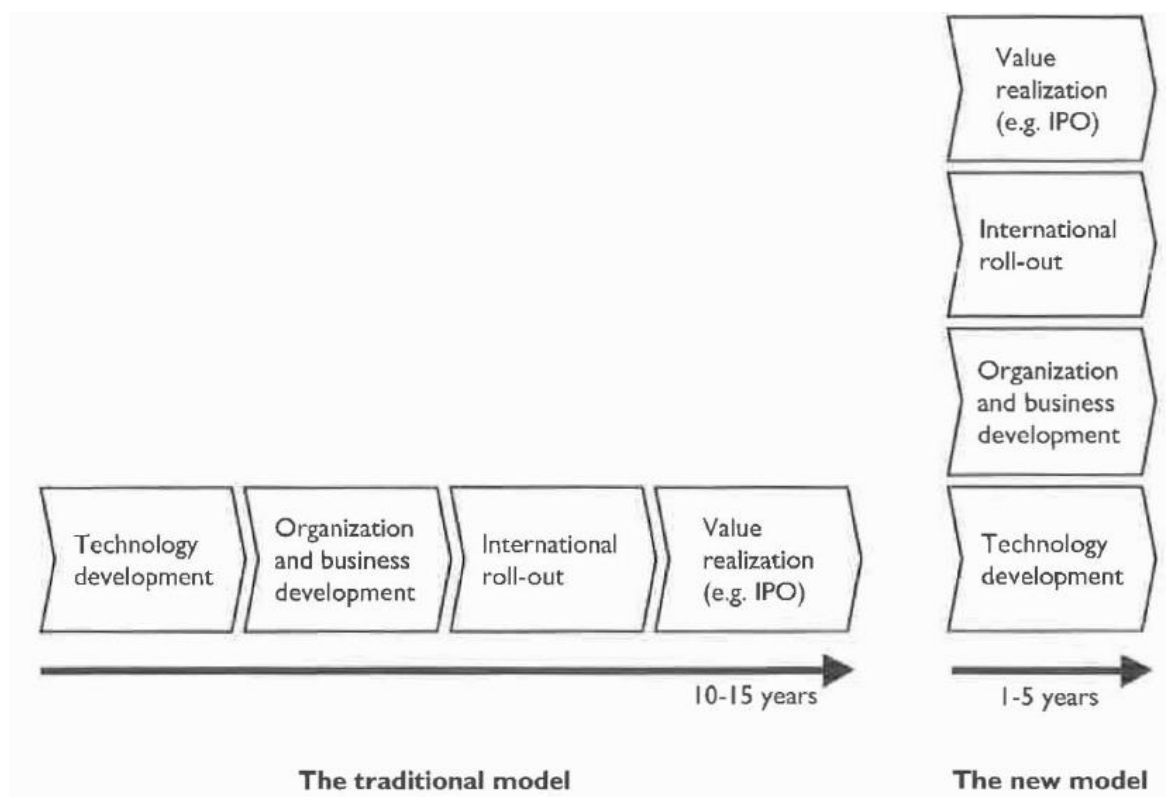 Value
realization
(e.g. IPO)
International
roll-out
Organization
and business
development
Technology
development
Organization
and business
development
International
roll-out
Value
realization
(e.g. IPO)
Technology
development
10-15 years
1-5 years
The traditional model
The new model